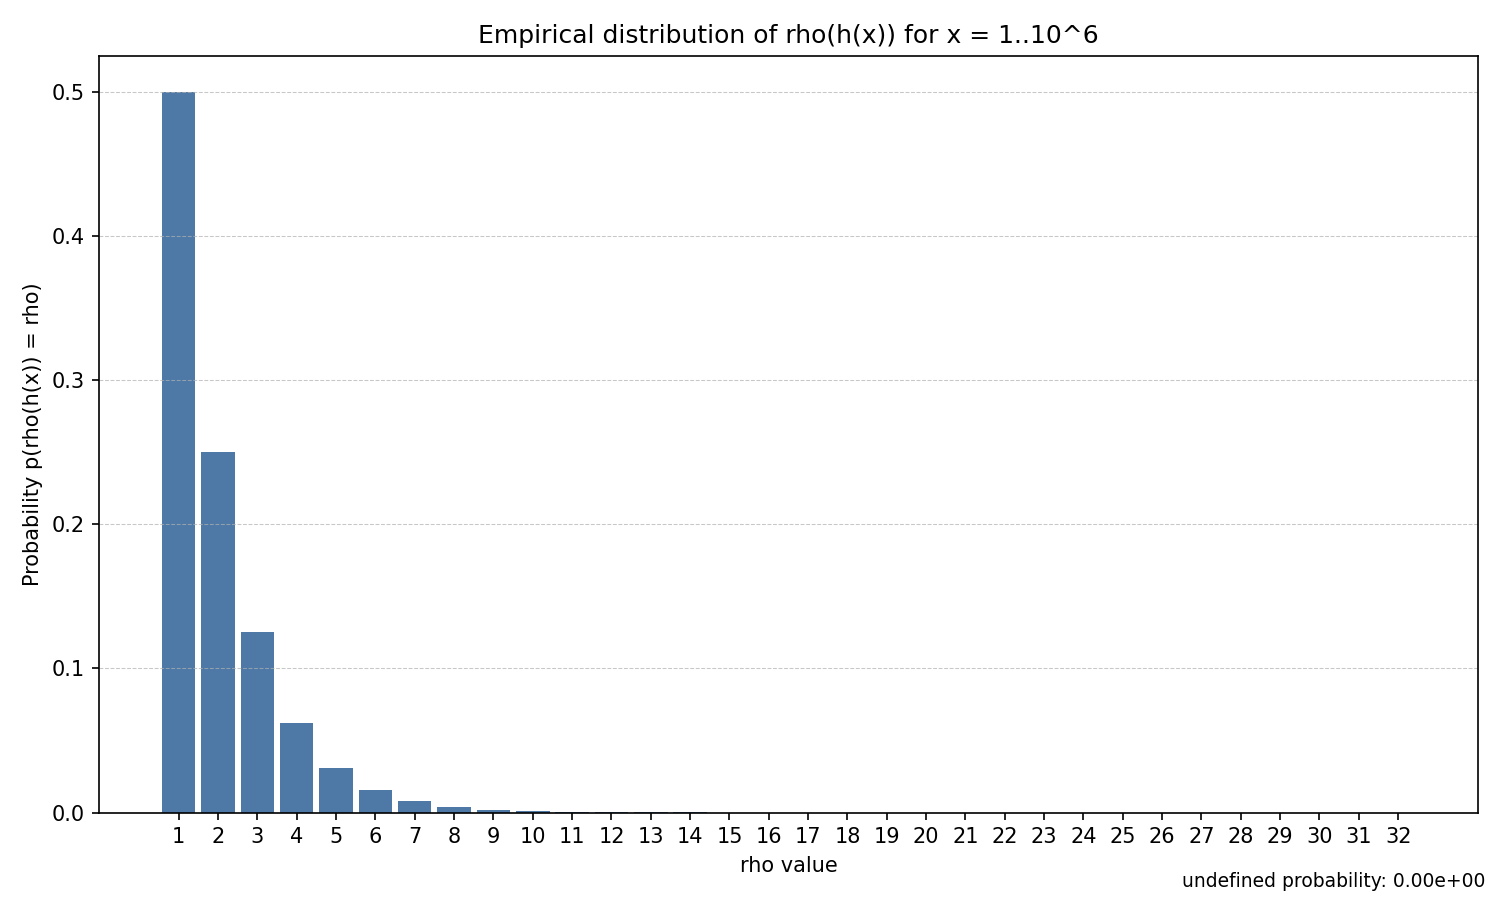 Empirical distribution of rho(h(x)) for x = 1..10^6
Probability p(rho(h(x)) = rho)
0.5
0.4
0.3
0.2
0.1
0.0
1 2 3 4 5 6 7 8 9 10 11 12 13 14 15 16 17 18 19 20 21 22 23 24 25 26 27 28 29 30 31 32
rho value
undefined probability: 0.00e+00